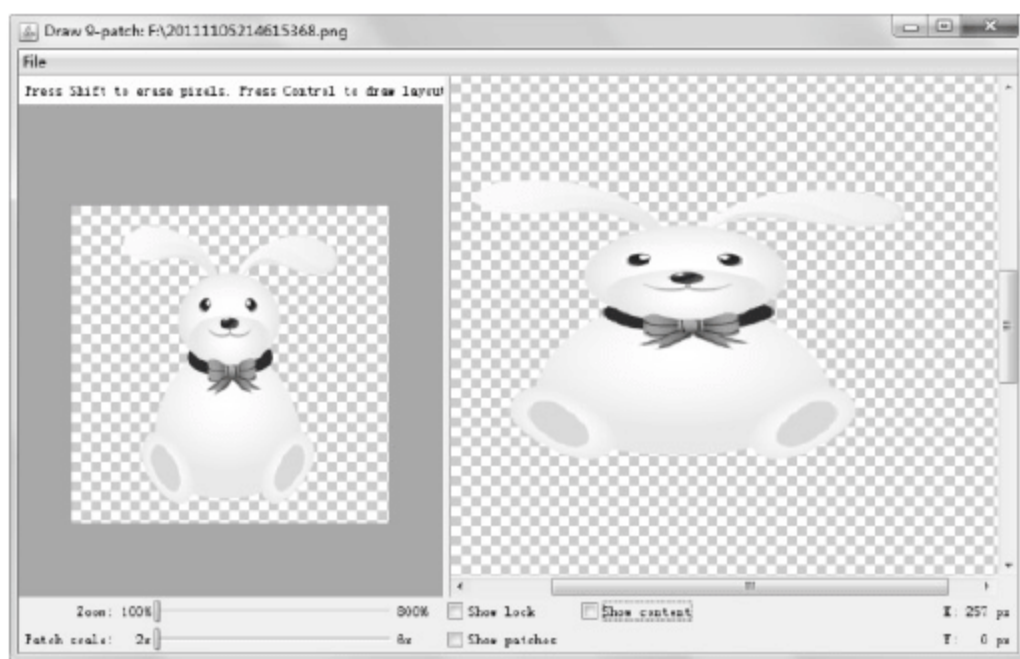 Draw 9-patch: F:\20111105214615368.png
File
Press Shift to erase pixels. Press Control to draw layout
Zoom: 100% 800% Show lock Show content X: 257 px
Patch scale: 2x 6x Show patches Y: 0 px